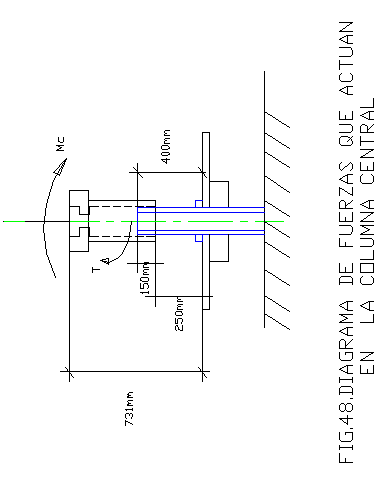 Mc
400mm
T
150mm
250mm
731mm
FIG.48.DIAGRAMA DE FUERZAS QUE ACTUAN
EN LA COLUMNA CENTRAL